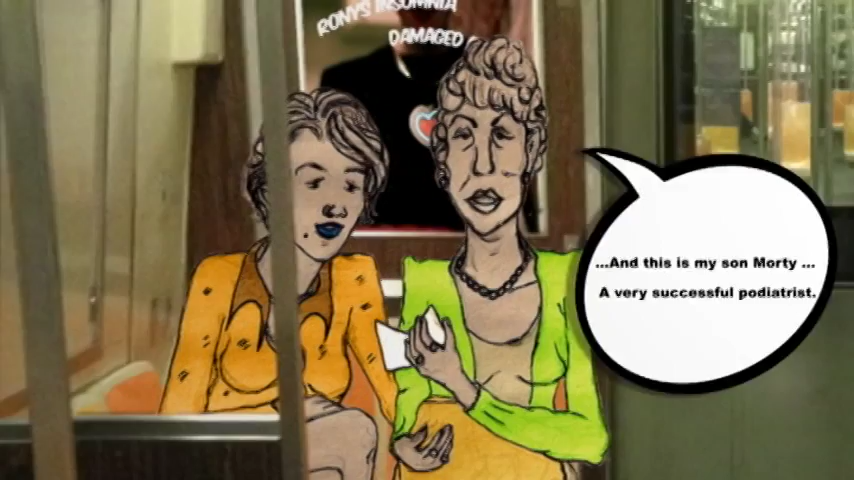 RONYS INSOMNIA
DAMAGED
...And this is my son Morty ...
A very successful podiatrist.